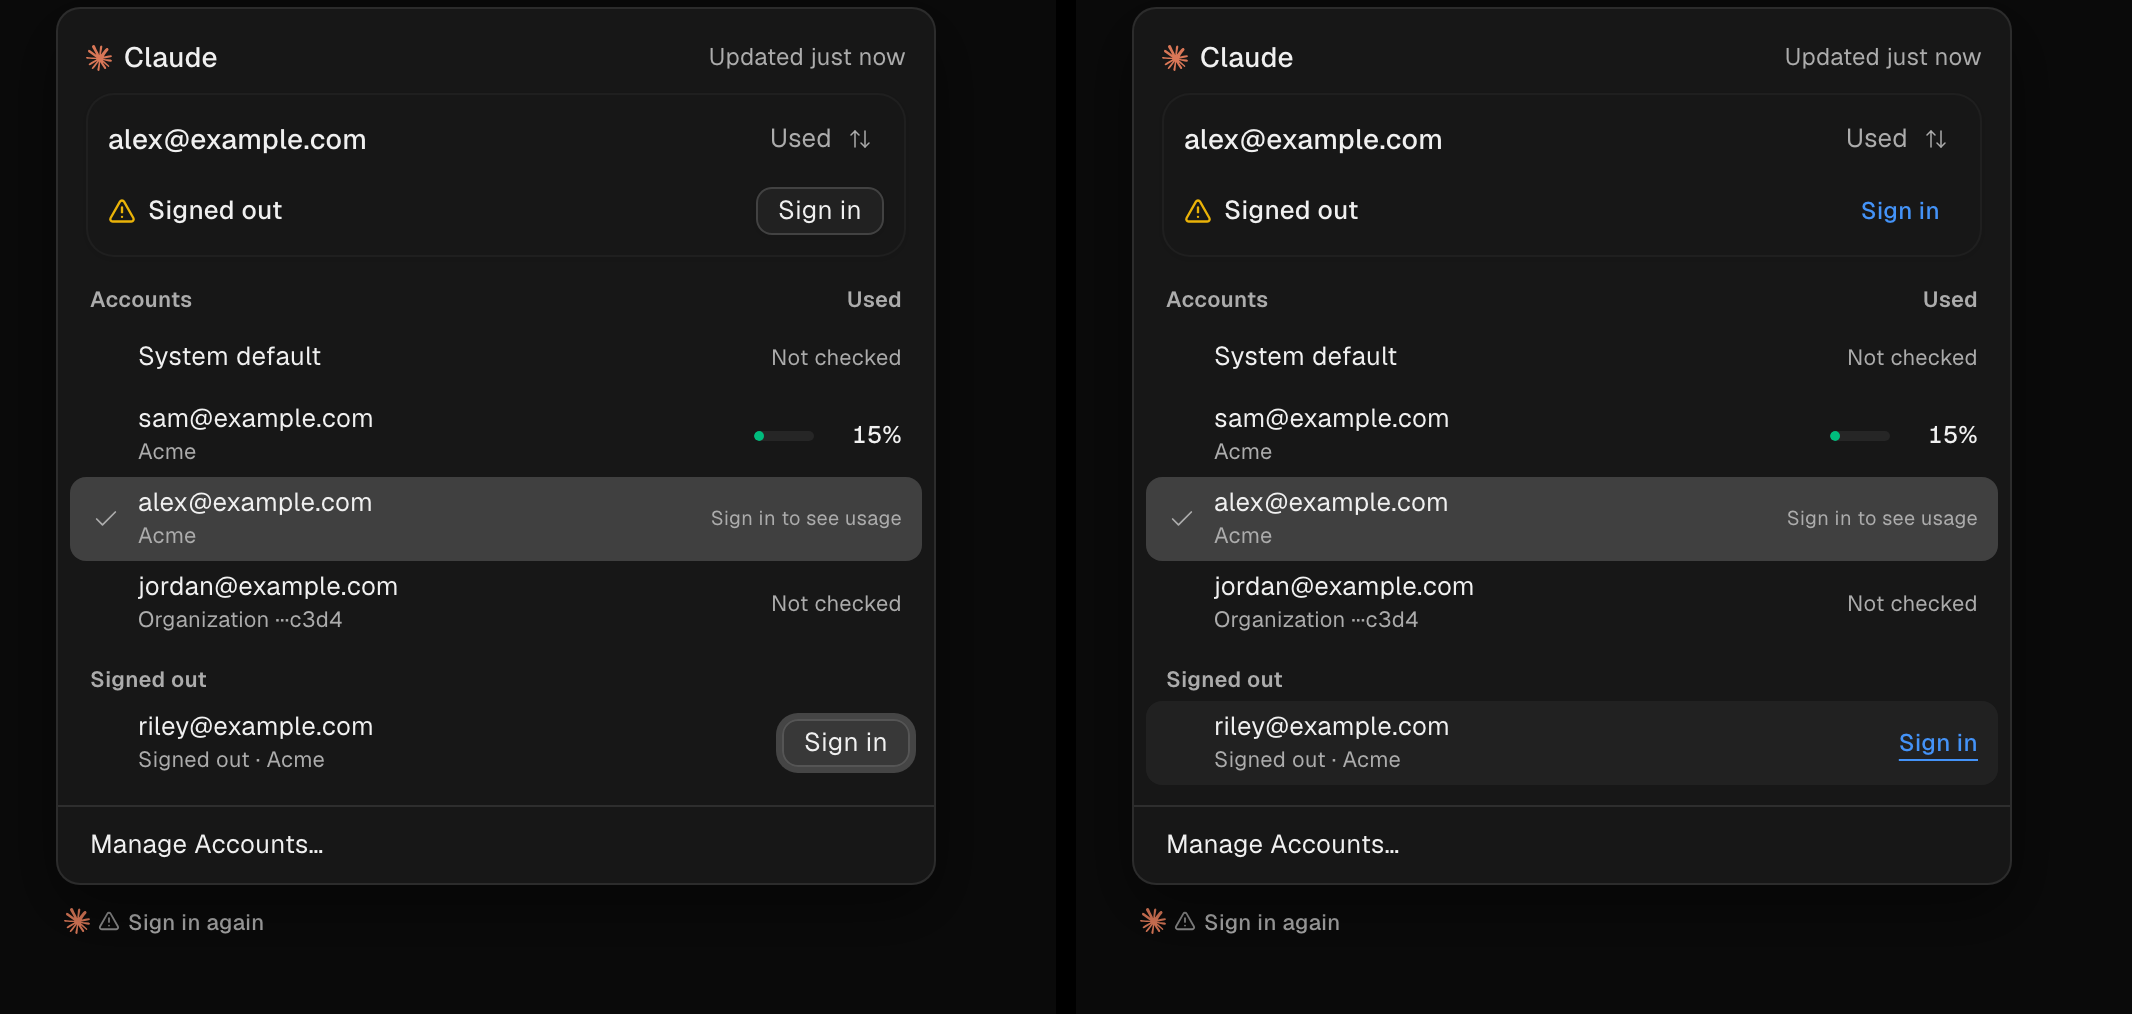 Claude Updated just now
alex@example.com Used
Signed out Sign in
Accounts Used
System default Not checked
sam@example.com 15%
Acme
alex@example.com Sign in to see usage
Acme
jordan@example.com Not checked
Organization ···c3d4
Signed out
riley@example.com Sign in
Signed out · Acme
Manage Accounts...
Sign in again
Claude Updated just now
alex@example.com Used
Signed out Sign in
Accounts Used
System default Not checked
sam@example.com 15%
Acme
alex@example.com Sign in to see usage
Acme
jordan@example.com Not checked
Organization ···c3d4
Signed out
riley@example.com Sign in
Signed out · Acme
Manage Accounts...
Sign in again